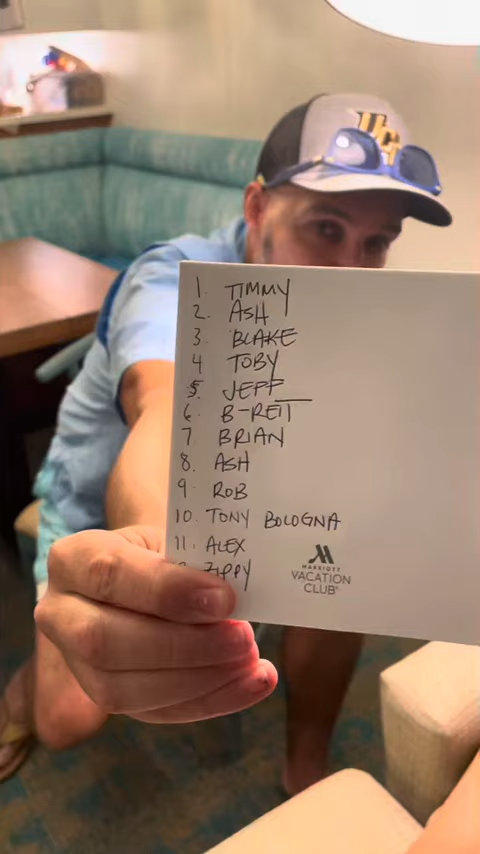 UCF
1. TIMMY
2. ASH
3. BLAKE
4 TOBY
5. JEFF
6. B-REIT
7. BRIAN
8. ASH
9. ROB
10. TONY BOLOGNA
11. ALEX
ZIPPY
MARRIOTT
VACATION
CLUB®